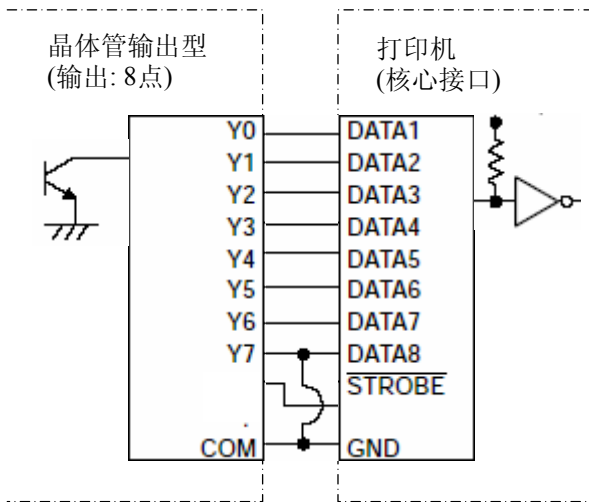 晶体管输出型
(输出: 8点)
打印机
(核心接口)
Y0
Y1
Y2
Y3
Y4
Y5
Y6
Y7
COM
DATA1
DATA2
DATA3
DATA4
DATA5
DATA6
DATA7
DATA8
STROBE
GND